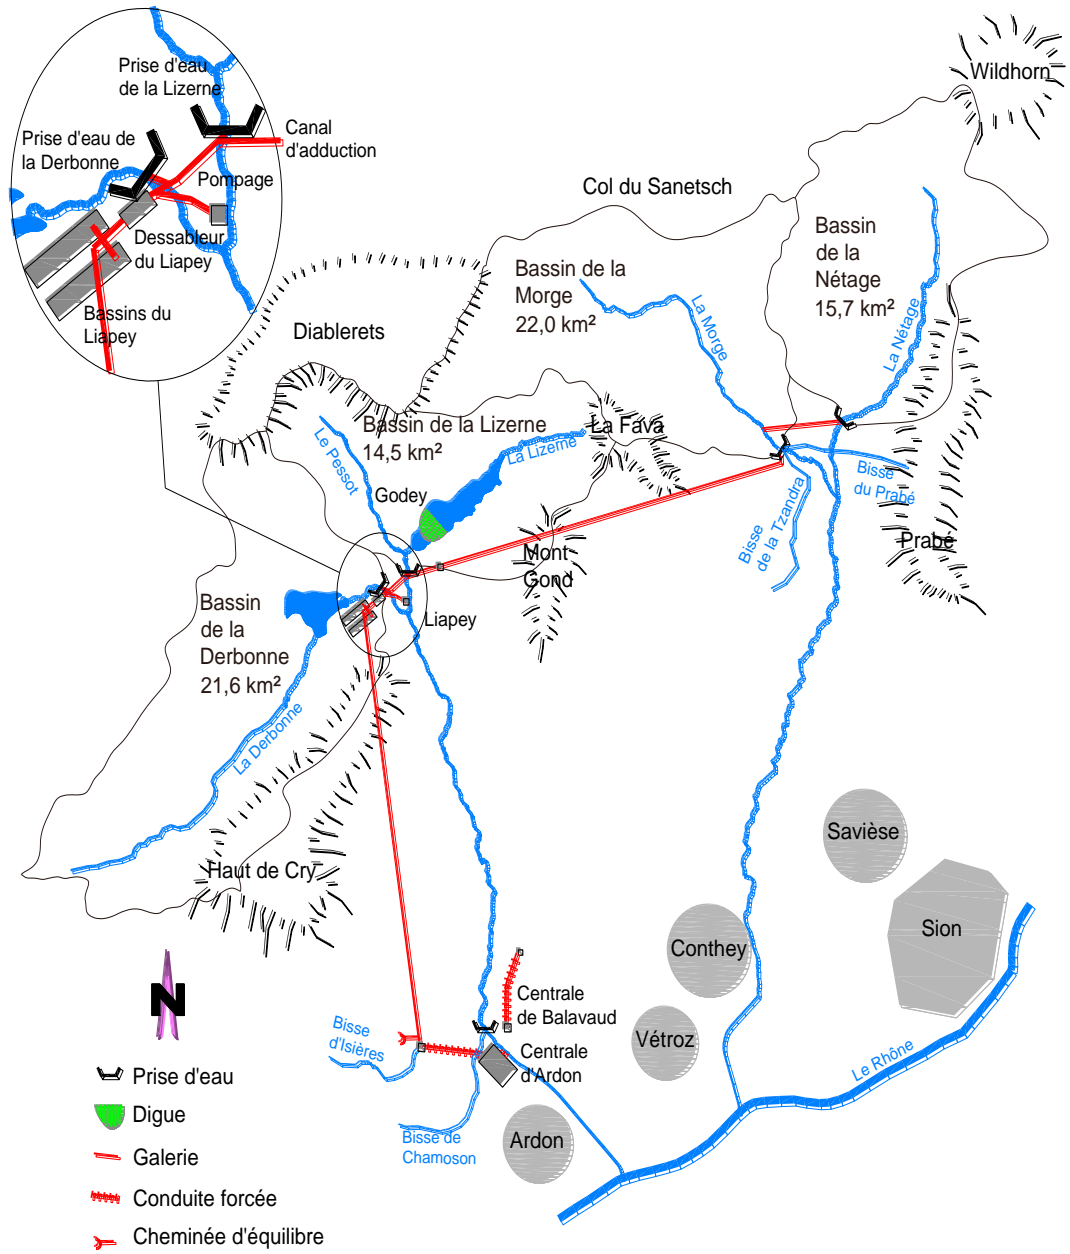 Prise d'eau
de la Lizerne
Prise d'eau de
la Derbonne
Canal
d'adduction
Pompage
Dessableur
du Liapey
Bassins du
Liapey
Wildhorn
Col du Sanetsch
Bassin
de la
Nétage
15,7 km²
Bassin de la
Morge
22,0 km²
La Morge
La Nétage
Diablerets
Bassin de la Lizerne
14,5 km²
Le Pessot
La Lizerne
La Fava
Godey
Bisse
du Prabé
Bisse
de la Tzandra
Prabé
Mont
Gond
Bassin
de la
Derbonne
21,6 km²
Liapey
La Derbonne
Haut de Cry
Savièse
Sion
Conthey
Vétroz
Le Rhône
N
Centrale
de Balavaud
Bisse
d'Isières
Centrale
d'Ardon
Bisse de
Chamoson
Ardon
Prise d'eau
Digue
Galerie
Conduite forcée
Cheminée d'équilibre